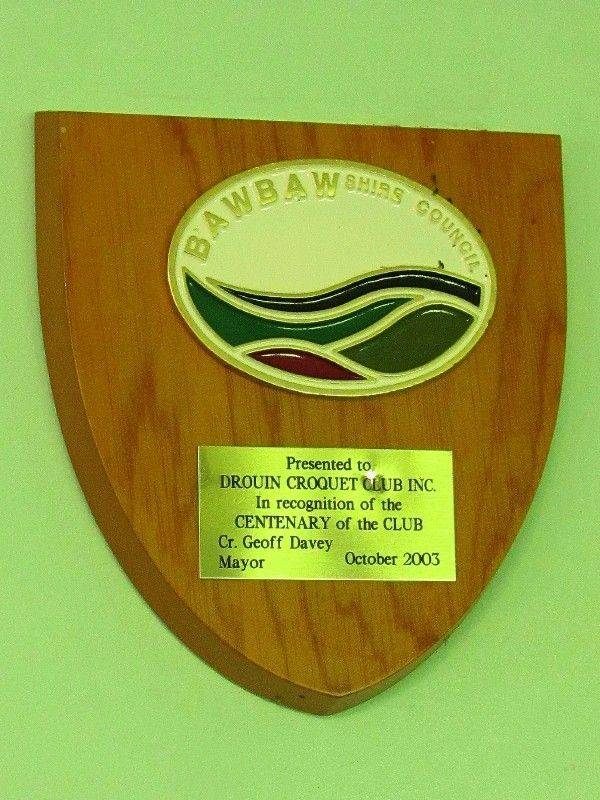 BAWBAW SHIRE COUNCIL
Presented to
DROUIN CROQUET CLUB INC.
In recognition of the
CENTENARY of the CLUB
Cr. Geoff Davey
Mayor October 2003